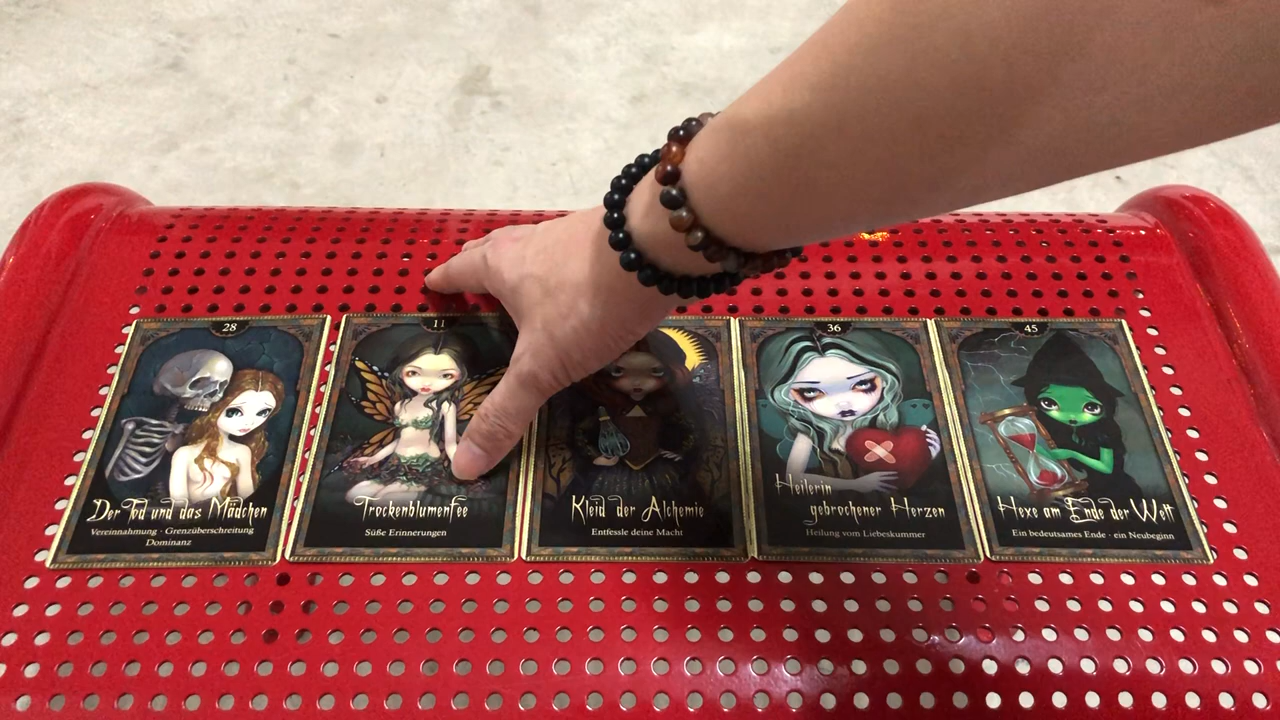 28
Der Tod und das Mädchen
Vereinnahmung · Grenzüberschreitung
Dominanz
11
Trockenblumenfee
Süße Erinnerungen
Kleid der Alchemie
Entfessle deine Macht
36
Heilerin
gebrochener Herzen
Heilung vom Liebeskummer
45
Hexe am Ende der Welt
Ein bedeutsames Ende · ein Neubeginn